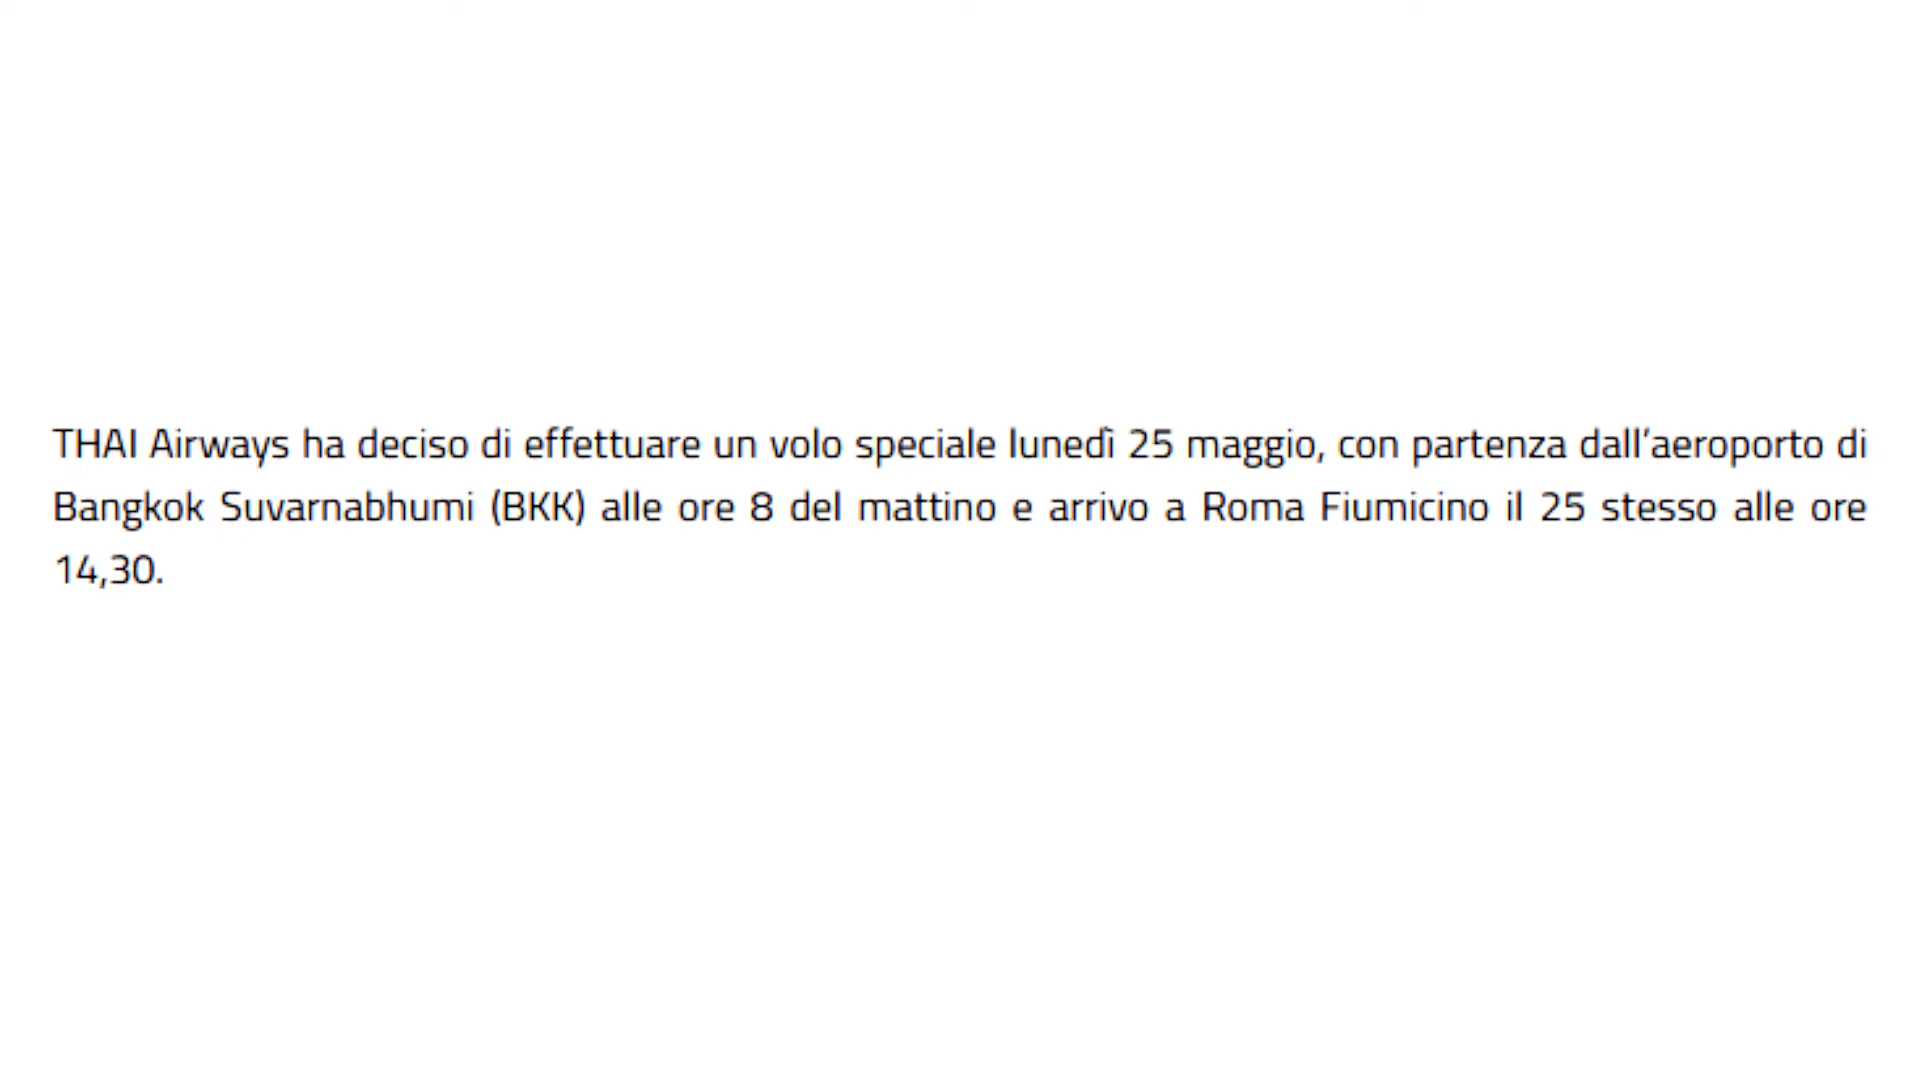 THAI Airways ha deciso di effettuare un volo speciale lunedì 25 maggio, con partenza dall’aeroporto di
Bangkok Suvarnabhumi (BKK) alle ore 8 del mattino e arrivo a Roma Fiumicino il 25 stesso alle ore
14,30.